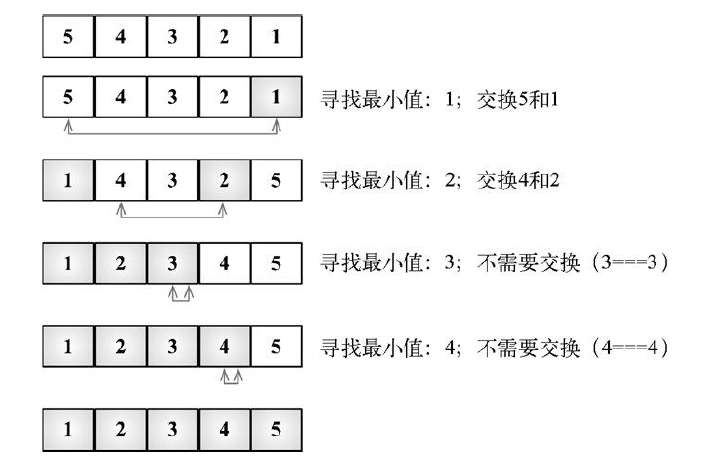 5 4 3 2 1
5 4 3 2 1 寻找最小值：1；交换5和1
1 4 3 2 5 寻找最小值：2；交换4和2
1 2 3 4 5 寻找最小值：3；不需要交换（3===3）
1 2 3 4 5 寻找最小值：4；不需要交换（4===4）
1 2 3 4 5